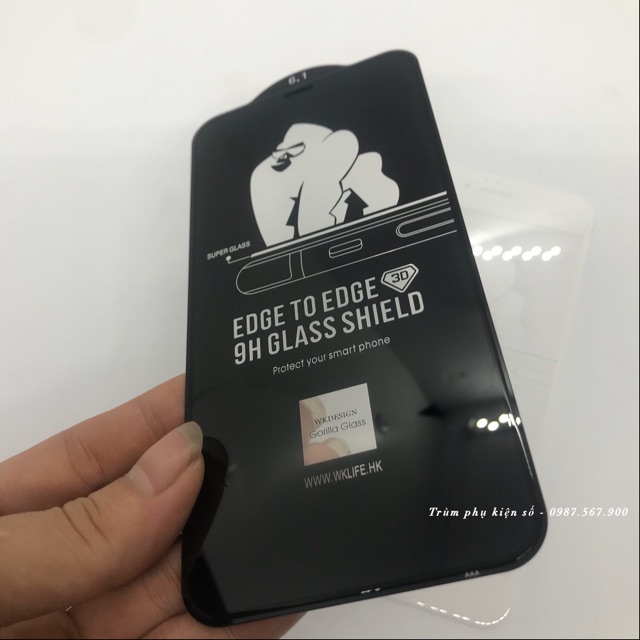 6.1
SUPER GLASS
3D
EDGE TO EDGE
9H GLASS SHIELD
Protect your smart phone
WKDESIGN
Gorilla Glass
WWW.WKLIFE.HK
Trùm phụ kiện số - 0987.567.900